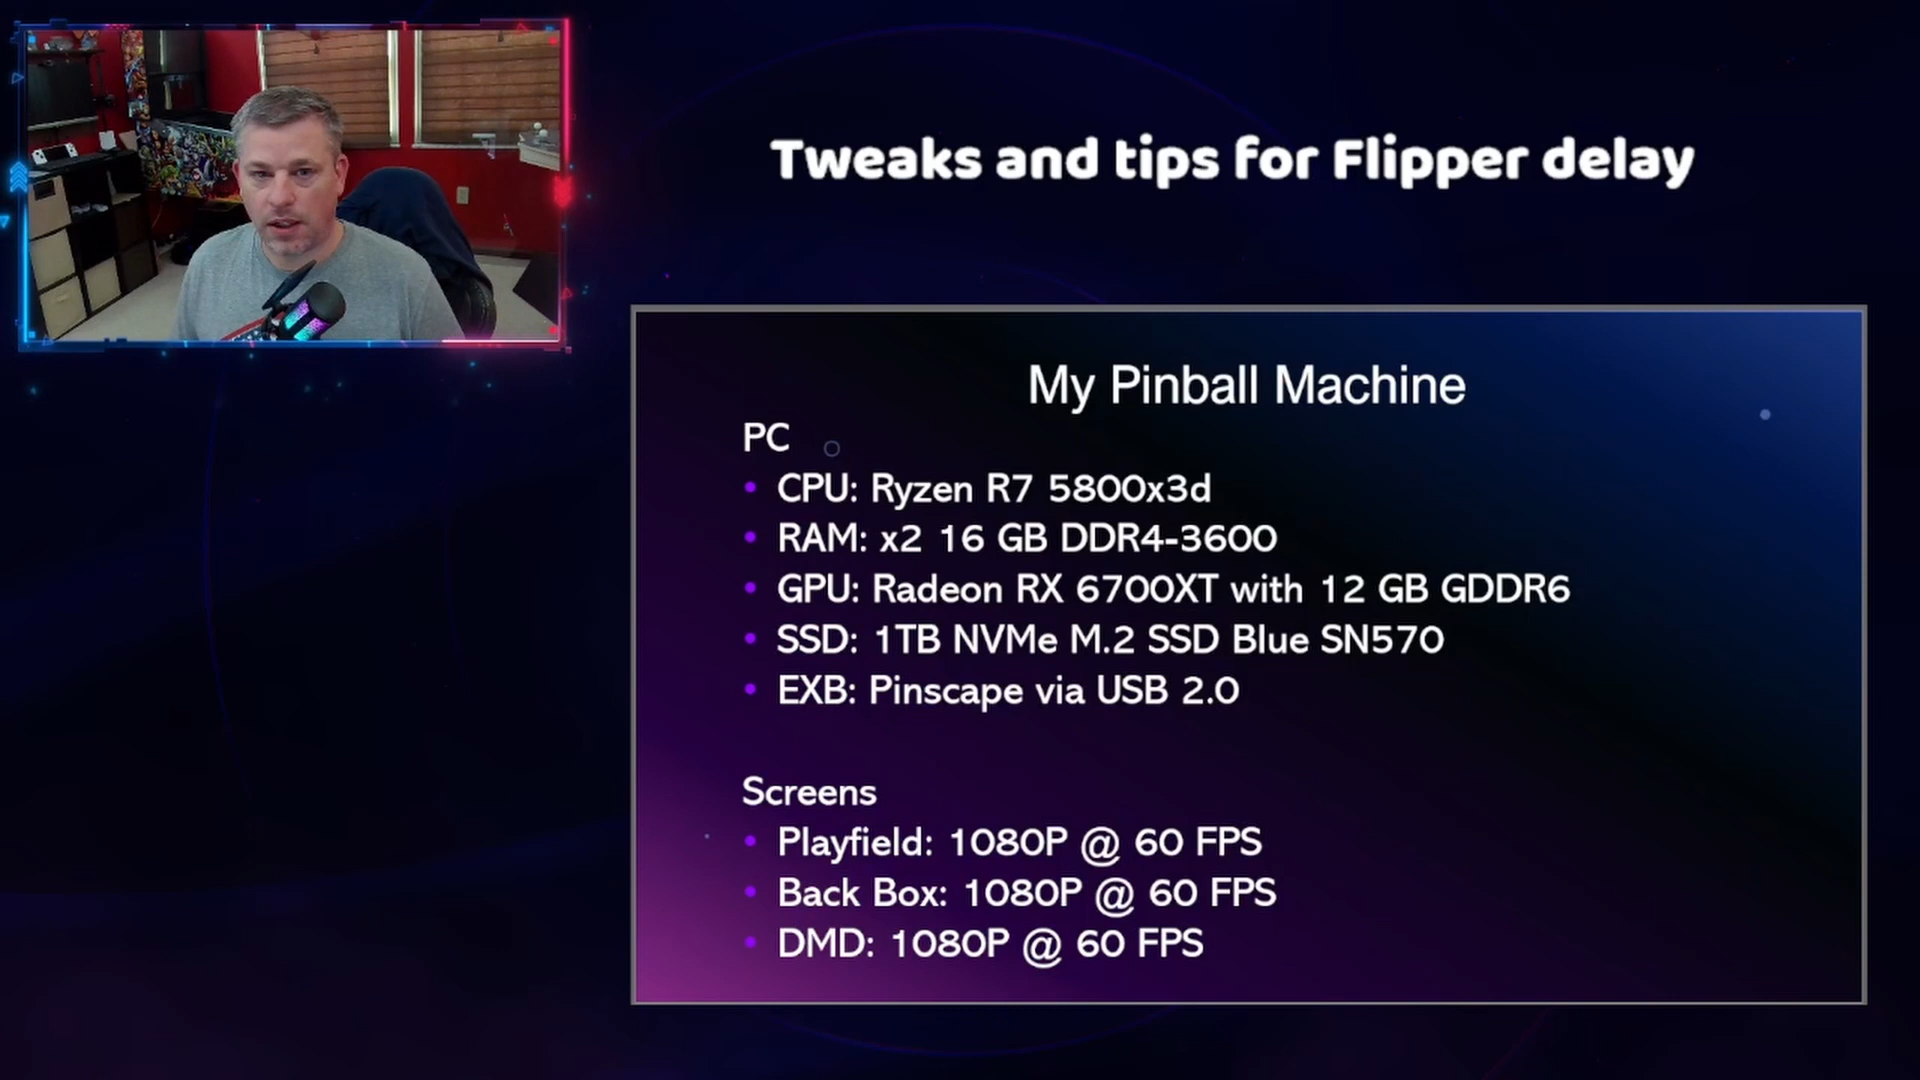 Tweaks and tips for Flipper delay
My Pinball Machine
PC
• CPU: Ryzen R7 5800x3d
• RAM: x2 16 GB DDR4-3600
• GPU: Radeon RX 6700XT with 12 GB GDDR6
• SSD: 1TB NVMe M.2 SSD Blue SN570
• EXB: Pinscape via USB 2.0
Screens
• Playfield: 1080P @ 60 FPS
• Back Box: 1080P @ 60 FPS
• DMD: 1080P @ 60 FPS